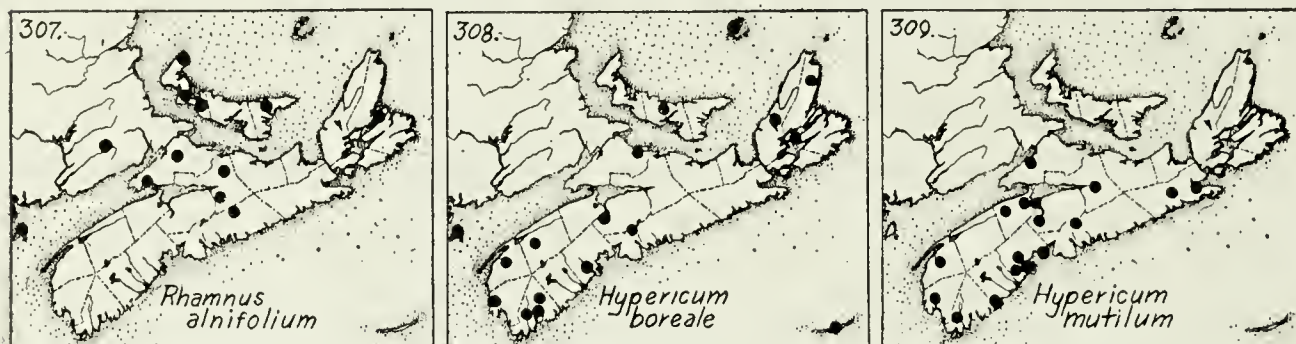 307.
Rhamnus
alnifolium
308.
Hypericum
boreale
309.
Hypericum
mutilum